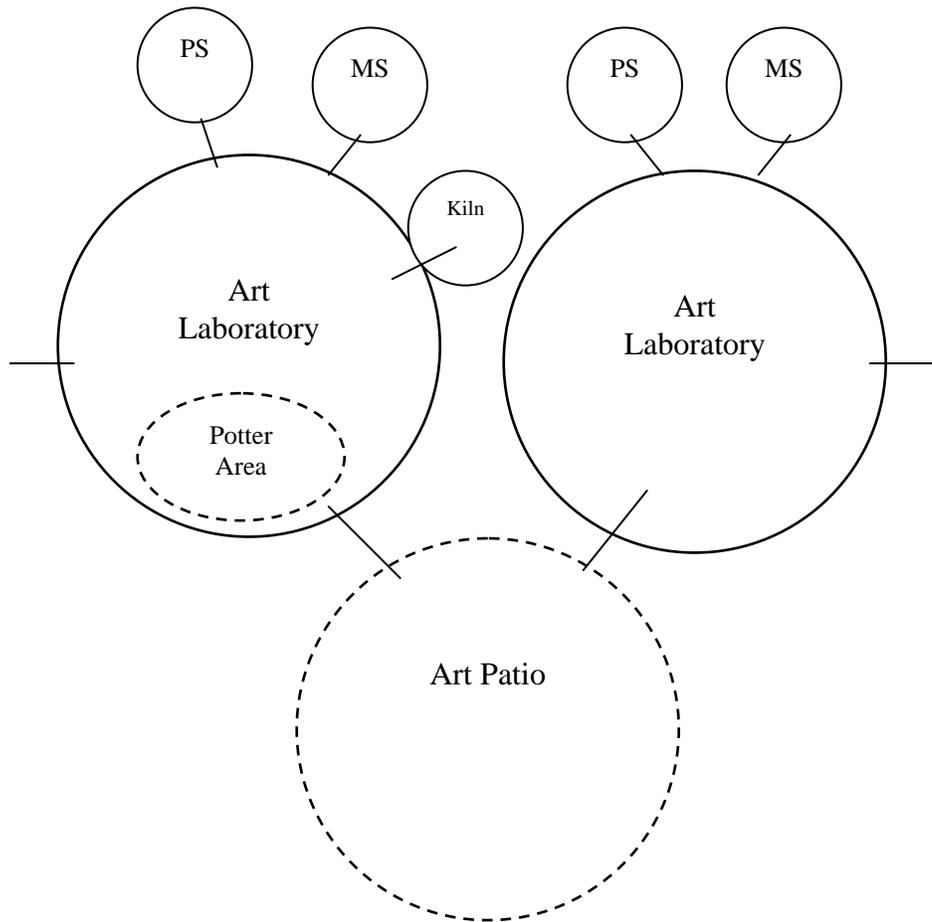 PS
MS
PS
MS
Kiln
Art
Laboratory
Art
Laboratory
Potter
Area
Art Patio